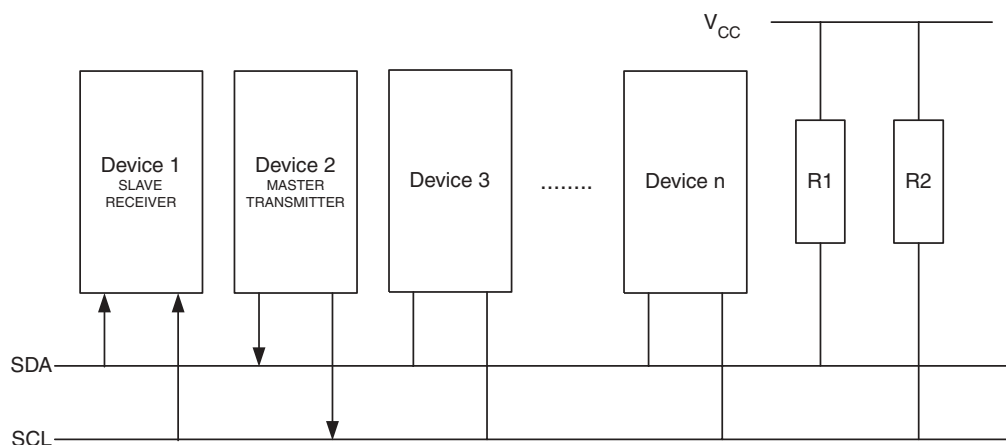 V_CC
Device 1
SLAVE
RECEIVER
Device 2
MASTER
TRANSMITTER
Device 3
........
Device n
R1
R2
SDA
SCL